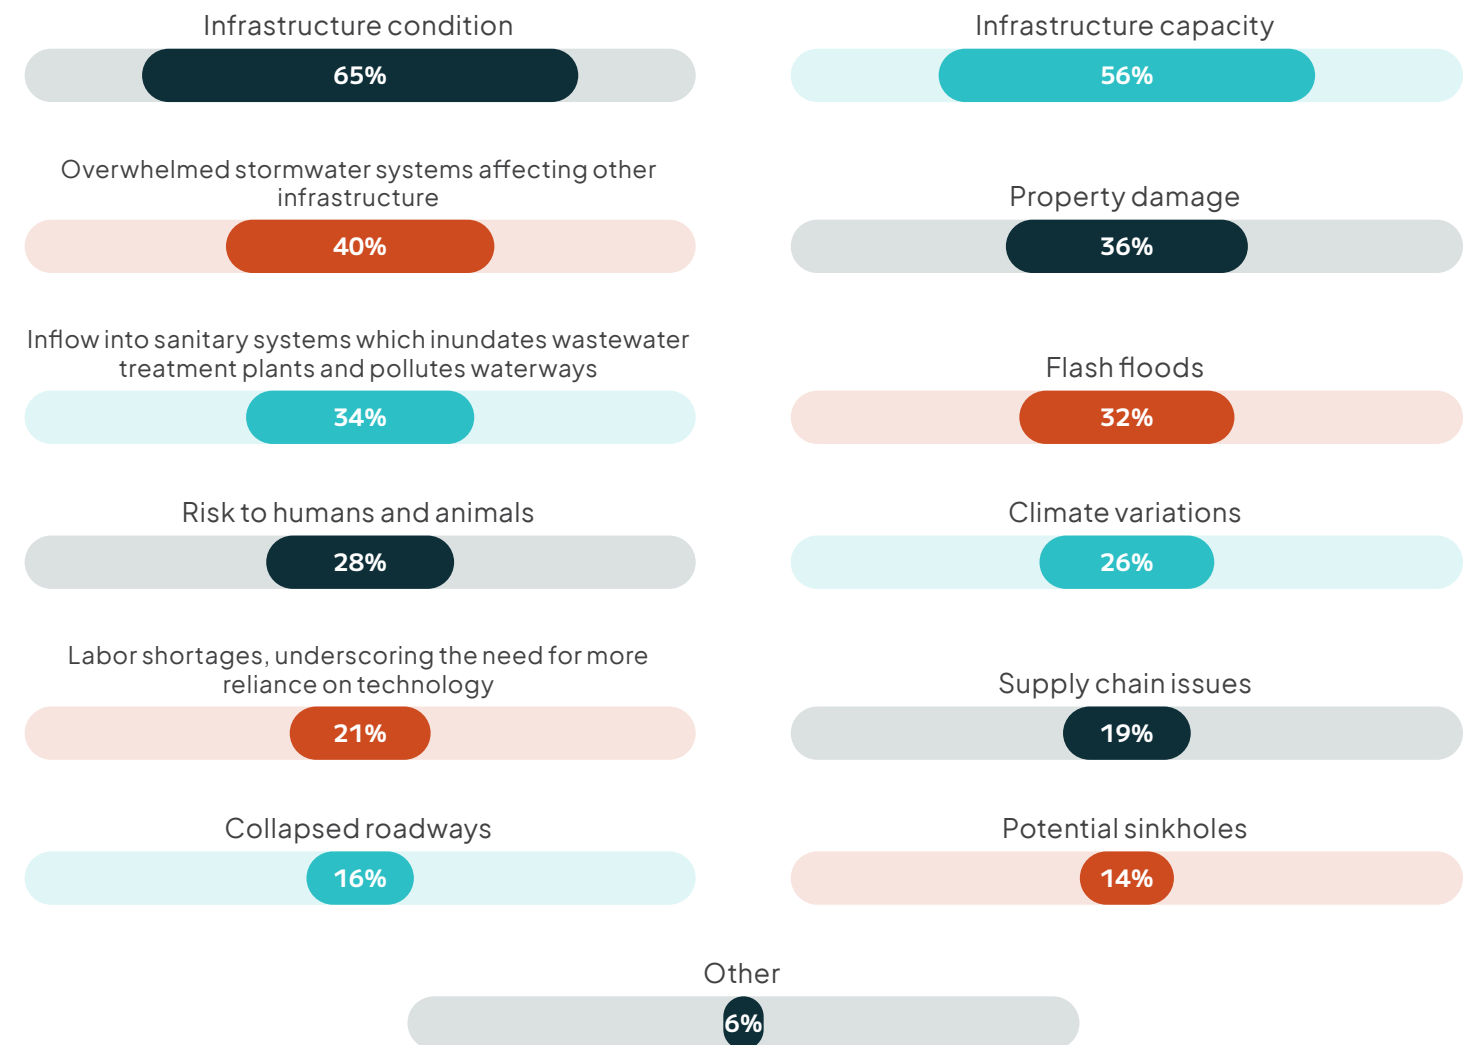 Infrastructure condition
65%
Infrastructure capacity
56%
Overwhelmed stormwater systems affecting other
infrastructure
40%
Property damage
36%
Inflow into sanitary systems which inundates wastewater
treatment plants and pollutes waterways
34%
Flash floods
32%
Risk to humans and animals
28%
Climate variations
26%
Labor shortages, underscoring the need for more
reliance on technology
21%
Supply chain issues
19%
Collapsed roadways
16%
Potential sinkholes
14%
Other
6%